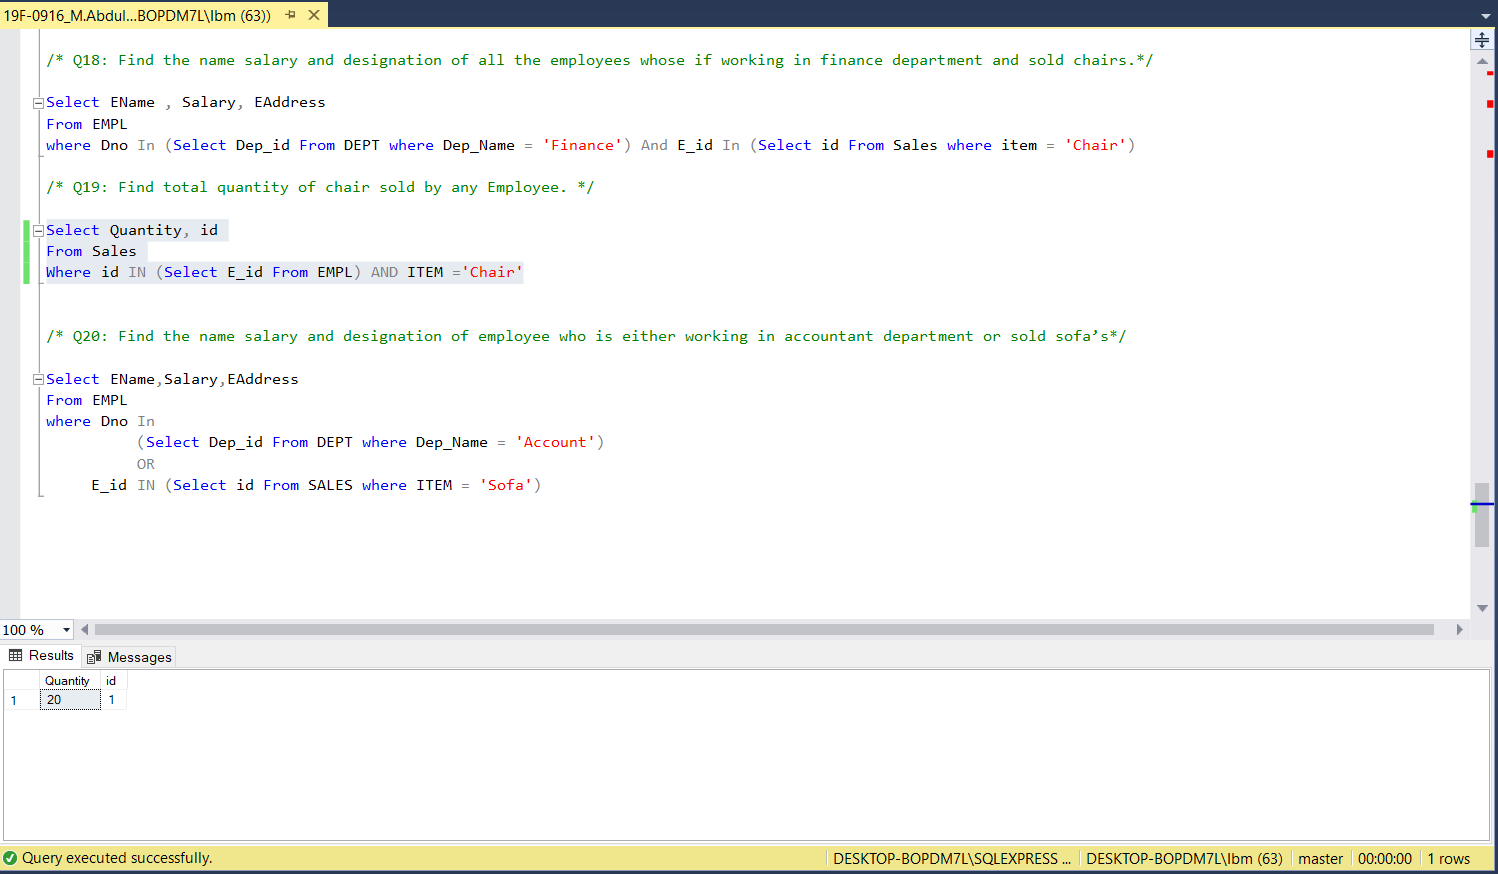 19F-0916_M.Abdul...BOPDM7L\Ibm (63))
/* Q18: Find the name salary and designation of all the employees whose if working in finance department and sold chairs.*/
Select EName , Salary, EAddress
From EMPL
where Dno In (Select Dep_id From DEPT where Dep_Name = 'Finance') And E_id In (Select id From Sales where item = 'Chair')
/* Q19: Find total quantity of chair sold by any Employee. */
Select Quantity, id
From Sales
Where id IN (Select E_id From EMPL) AND ITEM ='Chair'
/* Q20: Find the name salary and designation of employee who is either working in accountant department or sold sofa’s*/
Select EName,Salary,EAddress
From EMPL
where Dno In
(Select Dep_id From DEPT where Dep_Name = 'Account')
OR
E_id IN (Select id From SALES where ITEM = 'Sofa')
100 %
Results Messages
Quantity id
1 20 1
Query executed successfully. DESKTOP-BOPDM7L\SQLEXPRESS ... DESKTOP-BOPDM7L\Ibm (63) master 00:00:00 1 rows